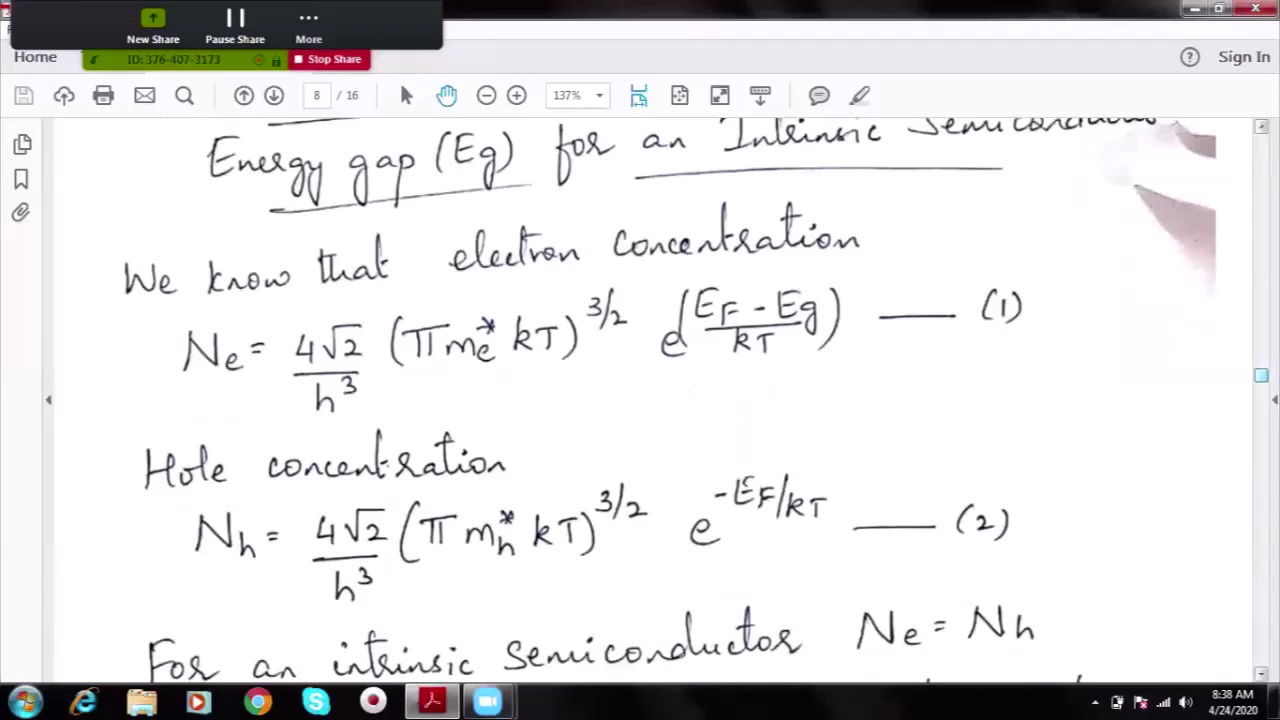 New Share
Pause Share
More
ID: 376-407-3173
Stop Share
Home
Sign In
8 / 16
137%
Energy gap (Eg) for an Intrinsic Semiconductor
We know that electron concentration
Ne = 4√2/h³ (πme* kT)^3/2 e^((EF - Eg)/kT) —— (1)
Hole concentration
Nh = 4√2/h³ (πmh* kT)^3/2 e^-EF/kT —— (2)
For an intrinsic semiconductor Ne = Nh
8:38 AM
4/24/2020